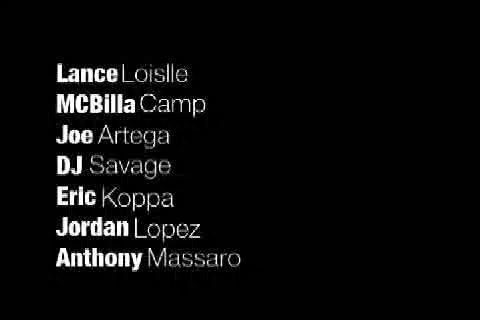 Lance Loislle
MCBilla Camp
Joe Artega
DJ Savage
Eric Koppa
Jordan Lopez
Anthony Massaro